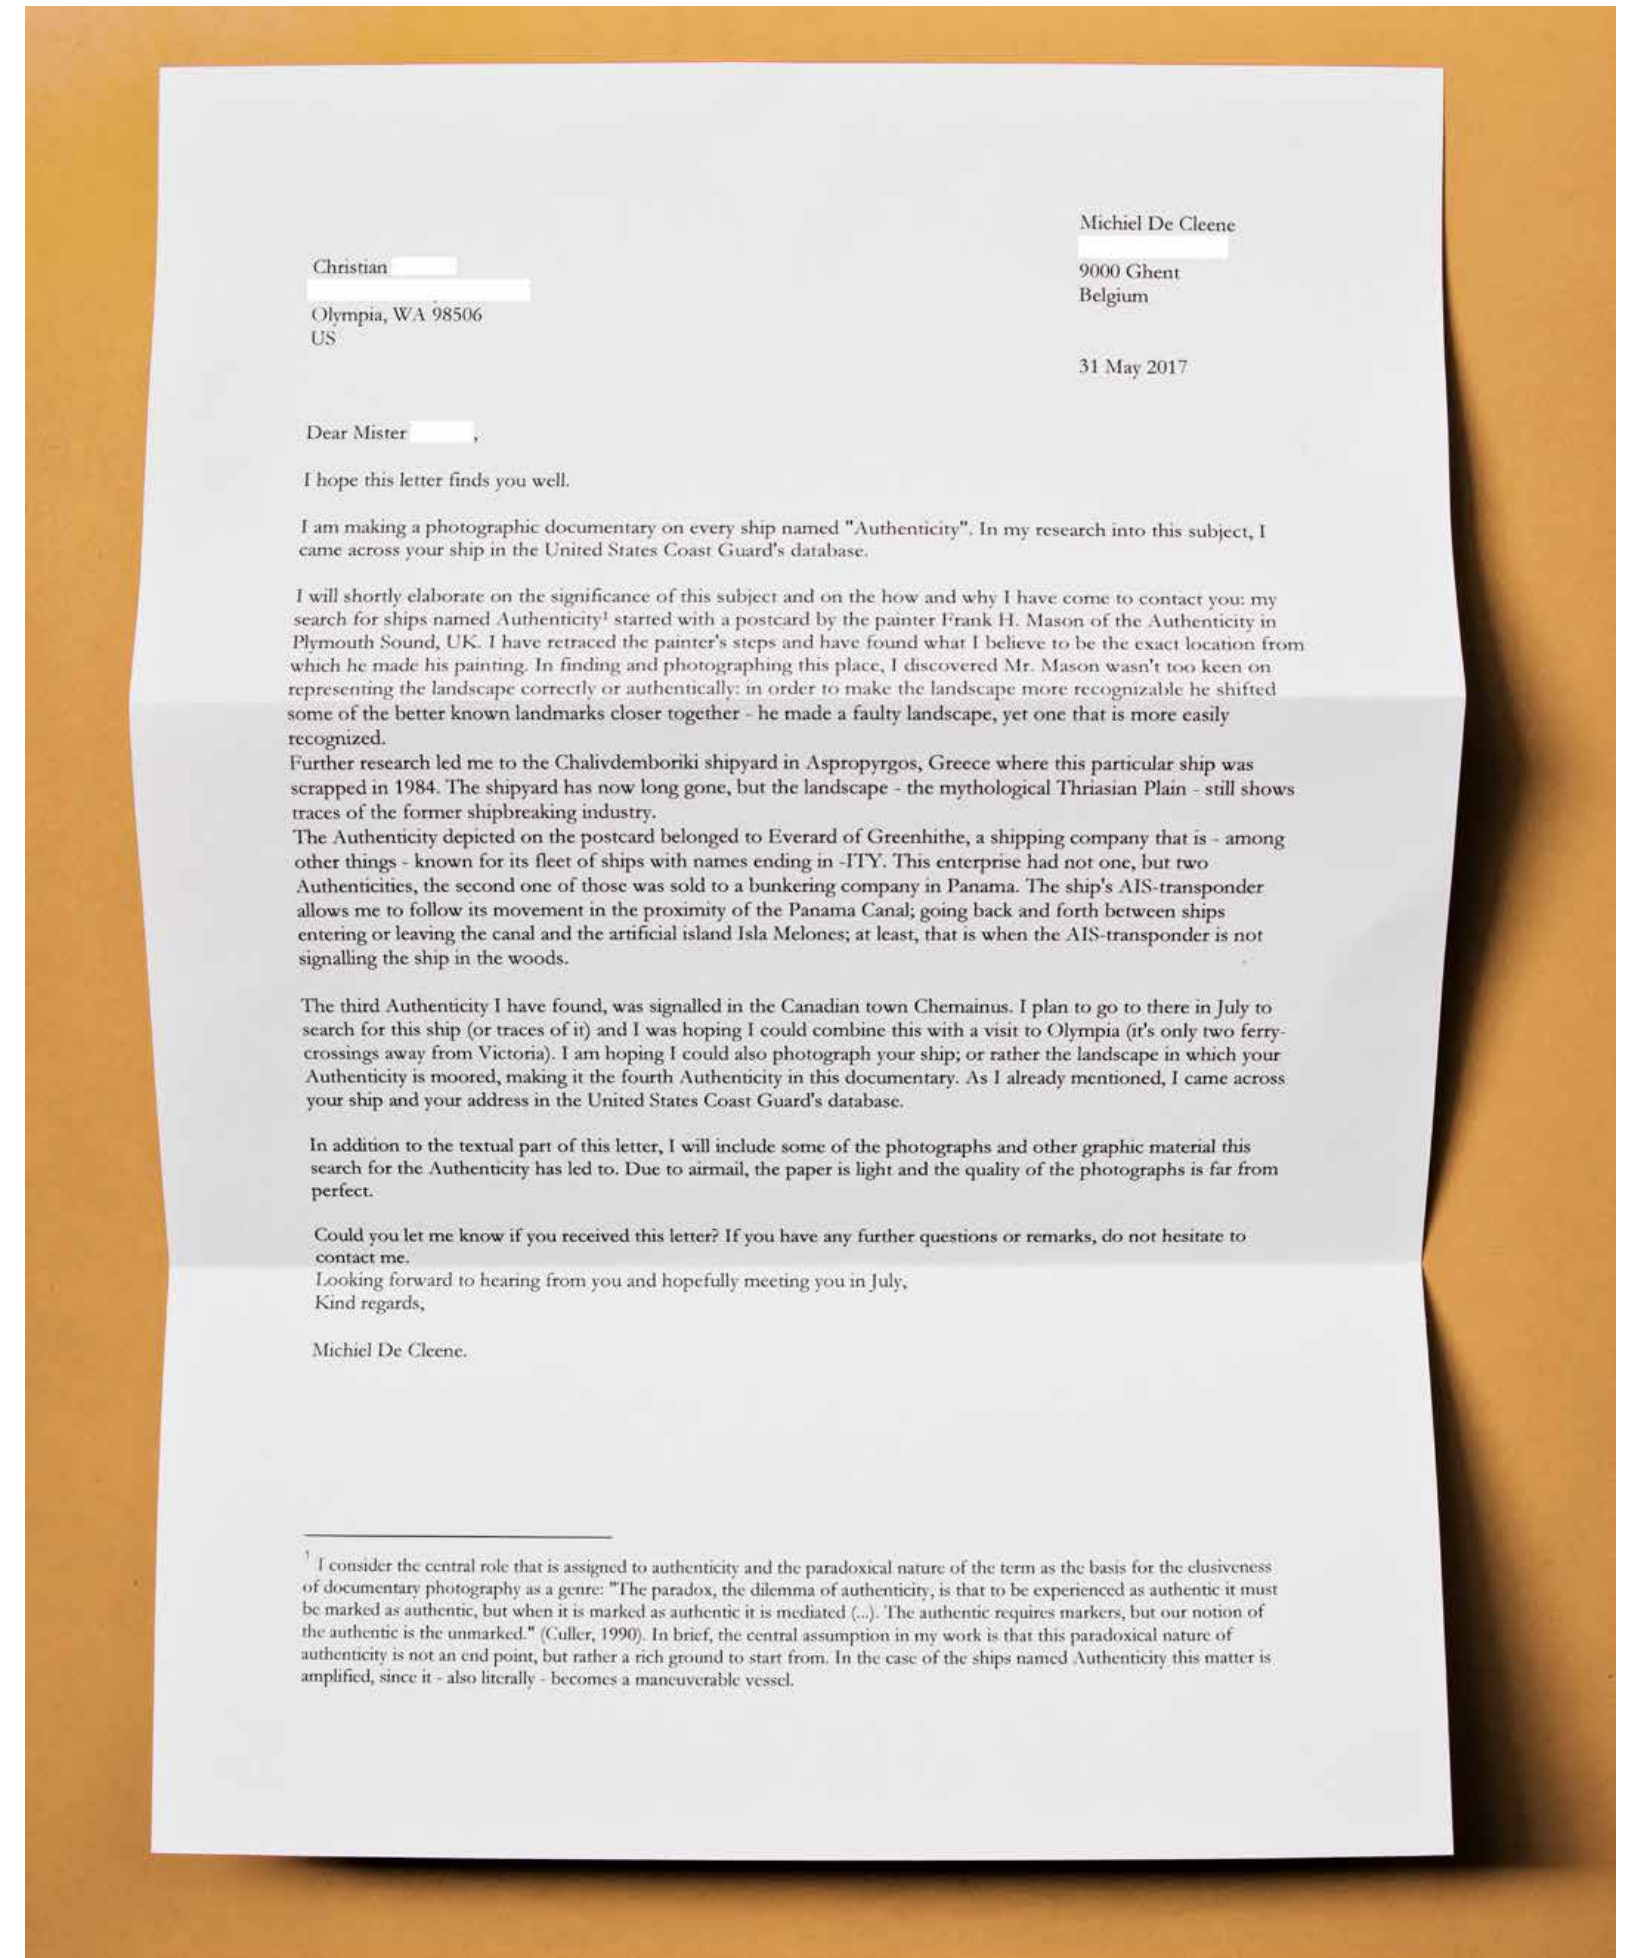 Michiel De Cleene
9000 Ghent
Belgium
31 May 2017
Christian
Olympia, WA 98506
US
Dear Mister ,
I hope this letter finds you well.
I am making a photographic documentary on every ship named "Authenticity". In my research into this subject, I
came across your ship in the United States Coast Guard's database.
I will shortly elaborate on the significance of this subject and on the how and why I have come to contact you: my
search for ships named Authenticity¹ started with a postcard by the painter Frank H. Mason of the Authenticity in
Plymouth Sound, UK. I have retraced the painter's steps and have found what I believe to be the exact location from
which he made his painting. In finding and photographing this place, I discovered Mr. Mason wasn't too keen on
representing the landscape correctly or authentically: in order to make the landscape more recognizable he shifted
some of the better known landmarks closer together - he made a faulty landscape, yet one that is more easily
recognized.
Further research led me to the Chalivdemboriki shipyard in Aspropyrgos, Greece where this particular ship was
scrapped in 1984. The shipyard has now long gone, but the landscape - the mythological Thriasian Plain - still shows
traces of the former shipbreaking industry.
The Authenticity depicted on the postcard belonged to Everard of Greenhithe, a shipping company that is - among
other things - known for its fleet of ships with names ending in -ITY. This enterprise had not one, but two
Authenticities, the second one of those was sold to a bunkering company in Panama. The ship's AIS-transponder
allows me to follow its movement in the proximity of the Panama Canal; going back and forth between ships
entering or leaving the canal and the artificial island Isla Melones; at least, that is when the AIS-transponder is not
signalling the ship in the woods.
The third Authenticity I have found, was signalled in the Canadian town Chemainus. I plan to go to there in July to
search for this ship (or traces of it) and I was hoping I could combine this with a visit to Olympia (it's only two ferry-
crossings away from Victoria). I am hoping I could also photograph your ship; or rather the landscape in which your
Authenticity is moored, making it the fourth Authenticity in this documentary. As I already mentioned, I came across
your ship and your address in the United States Coast Guard's database.
In addition to the textual part of this letter, I will include some of the photographs and other graphic material this
search for the Authenticity has led to. Due to airmail, the paper is light and the quality of the photographs is far from
perfect.
Could you let me know if you received this letter? If you have any further questions or remarks, do not hesitate to
contact me.
Looking forward to hearing from you and hopefully meeting you in July,
Kind regards,
Michiel De Cleene.
¹ I consider the central role that is assigned to authenticity and the paradoxical nature of the term as the basis for the elusiveness
of documentary photography as a genre: "The paradox, the dilemma of authenticity, is that to be experienced as authentic it must
be marked as authentic, but when it is marked as authentic it is mediated (...). The authentic requires markers, but our notion of
the authentic is the unmarked." (Culler, 1990). In brief, the central assumption in my work is that this paradoxical nature of
authenticity is not an end point, but rather a rich ground to start from. In the case of the ships named Authenticity this matter is
amplified, since it - also literally - becomes a maneuverable vessel.